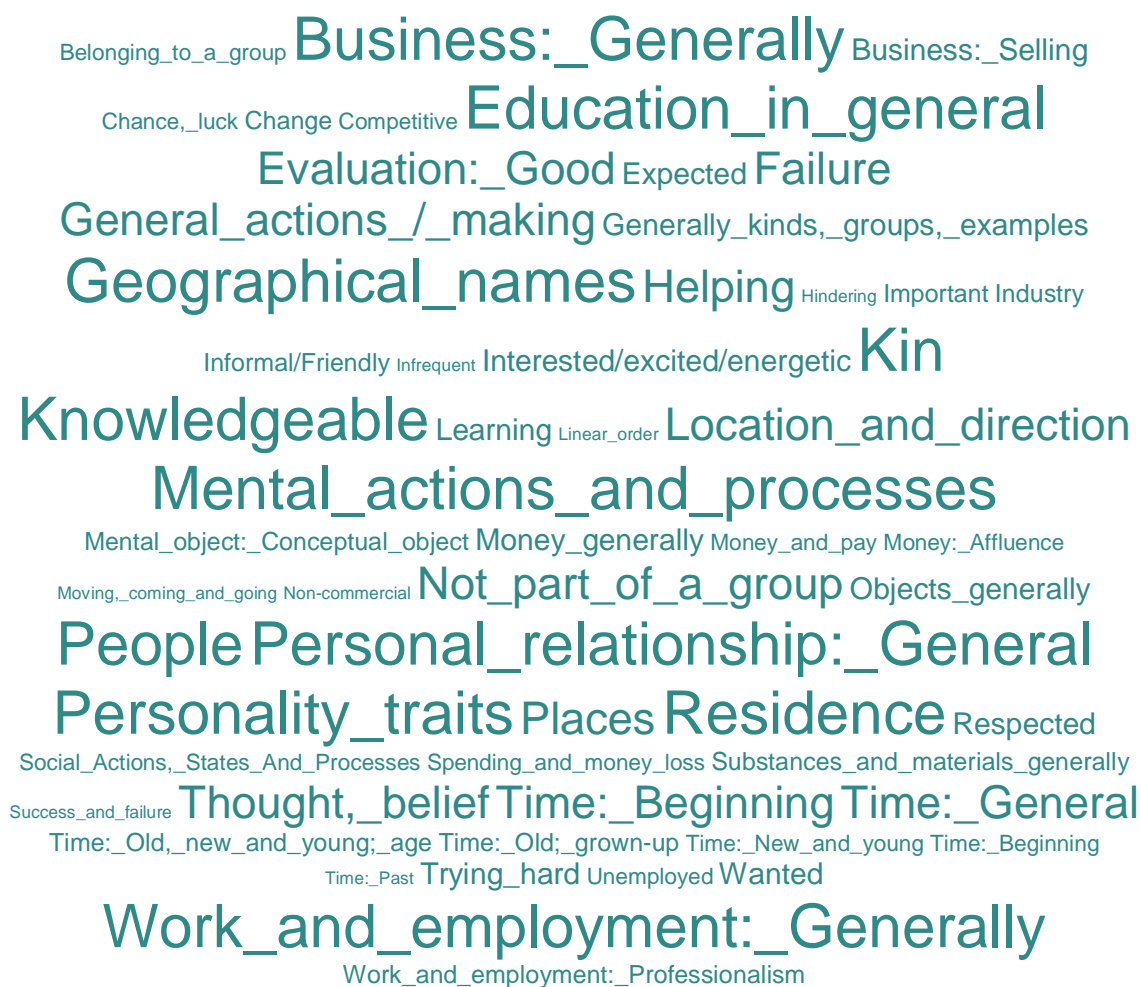 Belonging_to_a_group Business:_Generally Business:_Selling
Chance,_luck Change Competitive Education_in_general
Evaluation:_Good Expected Failure
General_actions_/_making Generally_kinds,_groups,_examples
Geographical_names Helping Hindering Important Industry
Informal/Friendly Infrequent Interested/excited/energetic Kin
Knowledgeable Learning Linear_order Location_and_direction
Mental_actions_and_processes
Mental_object:_Conceptual_object Money_generally Money_and_pay Money:_Affluence
Moving,_coming_and_going Non-commercial Not_part_of_a_group Objects_generally
People Personal_relationship:_General
Personality_traits Places Residence Respected
Social_Actions,_States_And_Processes Spending_and_money_loss Substances_and_materials_generally
Success_and_failure Thought,_belief Time:_Beginning Time:_General
Time:_Old,_new_and_young;_age Time:_Old;_grown-up Time:_New_and_young Time:_Beginning
Time:_Past Trying_hard Unemployed Wanted
Work_and_employment:_Generally
Work_and_employment:_Professionalism